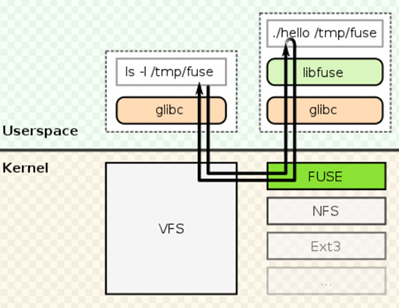 ./hello /tmp/fuse
ls -l /tmp/fuse
libfuse
glibc
glibc
Userspace
Kernel
FUSE
VFS
NFS
Ext3
...